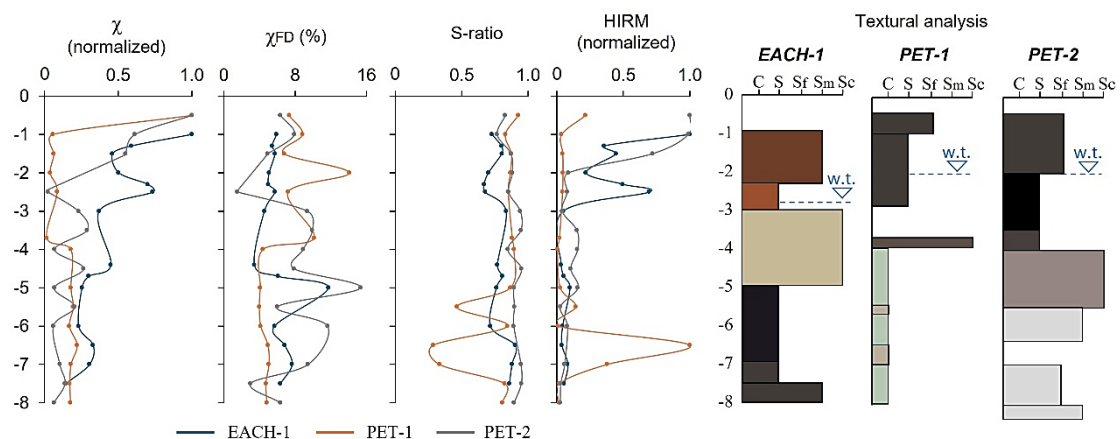 χ
(normalized)
χFD (%)
S-ratio
HIRM
(normalized)
Textural analysis
EACH-1
PET-1
PET-2
0 0.5 1.0
0 8 16
0.5 1.0
0 0.5 1.0
C S Sf Sm Sc
C S Sf Sm Sc
C S Sf Sm Sc
0
-1
-2
-3
-4
-5
-6
-7
-8
0
-1
-2
-3
-4
-5
-6
-7
-8
w.t.
w.t.
w.t.
EACH-1
PET-1
PET-2